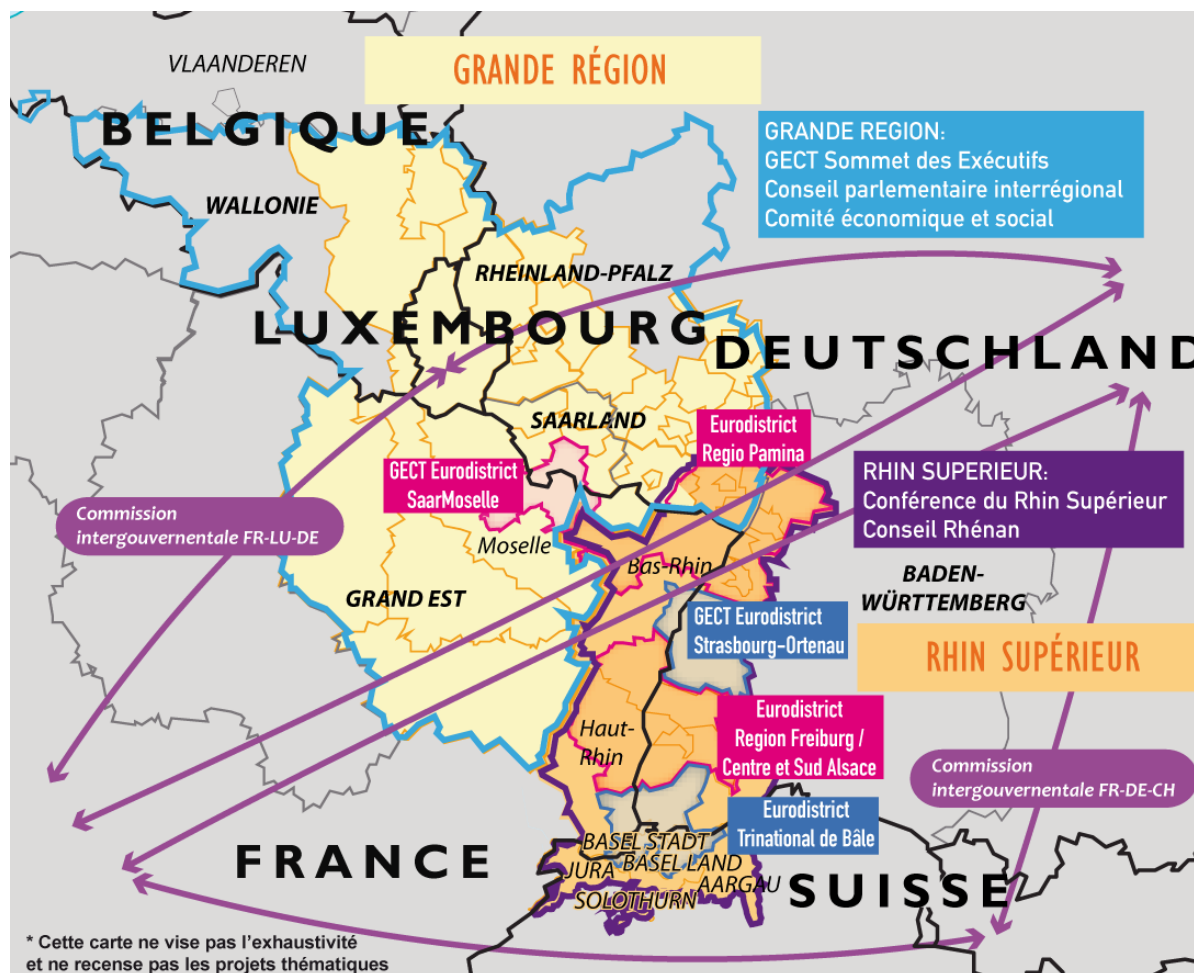 VLAANDEREN
GRANDE RÉGION
BELGIQUE
GRANDE REGION:
GECT Sommet des Exécutifs
Conseil parlementaire interrégional
Comité économique et social
WALLONIE
RHEINLAND-PFALZ
LUXEMBOURG
DEUTSCHLAND
SAARLAND
Eurodistrict
Regio Pamina
GECT Eurodistrict
SaarMoselle
RHIN SUPERIEUR:
Conférence du Rhin Supérieur
Conseil Rhénan
Commission
intergouvernentale FR-LU-DE
Moselle
Bas-Rhin
BADEN-
WÜRTTEMBERG
GRAND EST
GECT Eurodistrict
Strasbourg-Ortenau
RHIN SUPÉRIEUR
Haut-
Rhin
Eurodistrict
Region Freiburg /
Centre et Sud Alsace
Commission
intergouvernentale FR-DE-CH
Eurodistrict
Trinational de Bâle
FRANCE
BASEL STADT
JURA
BASEL LAND
AARGAU
SOLOTHURN
SUISSE
* Cette carte ne vise pas l'exhaustivité
et ne recense pas les projets thématiques